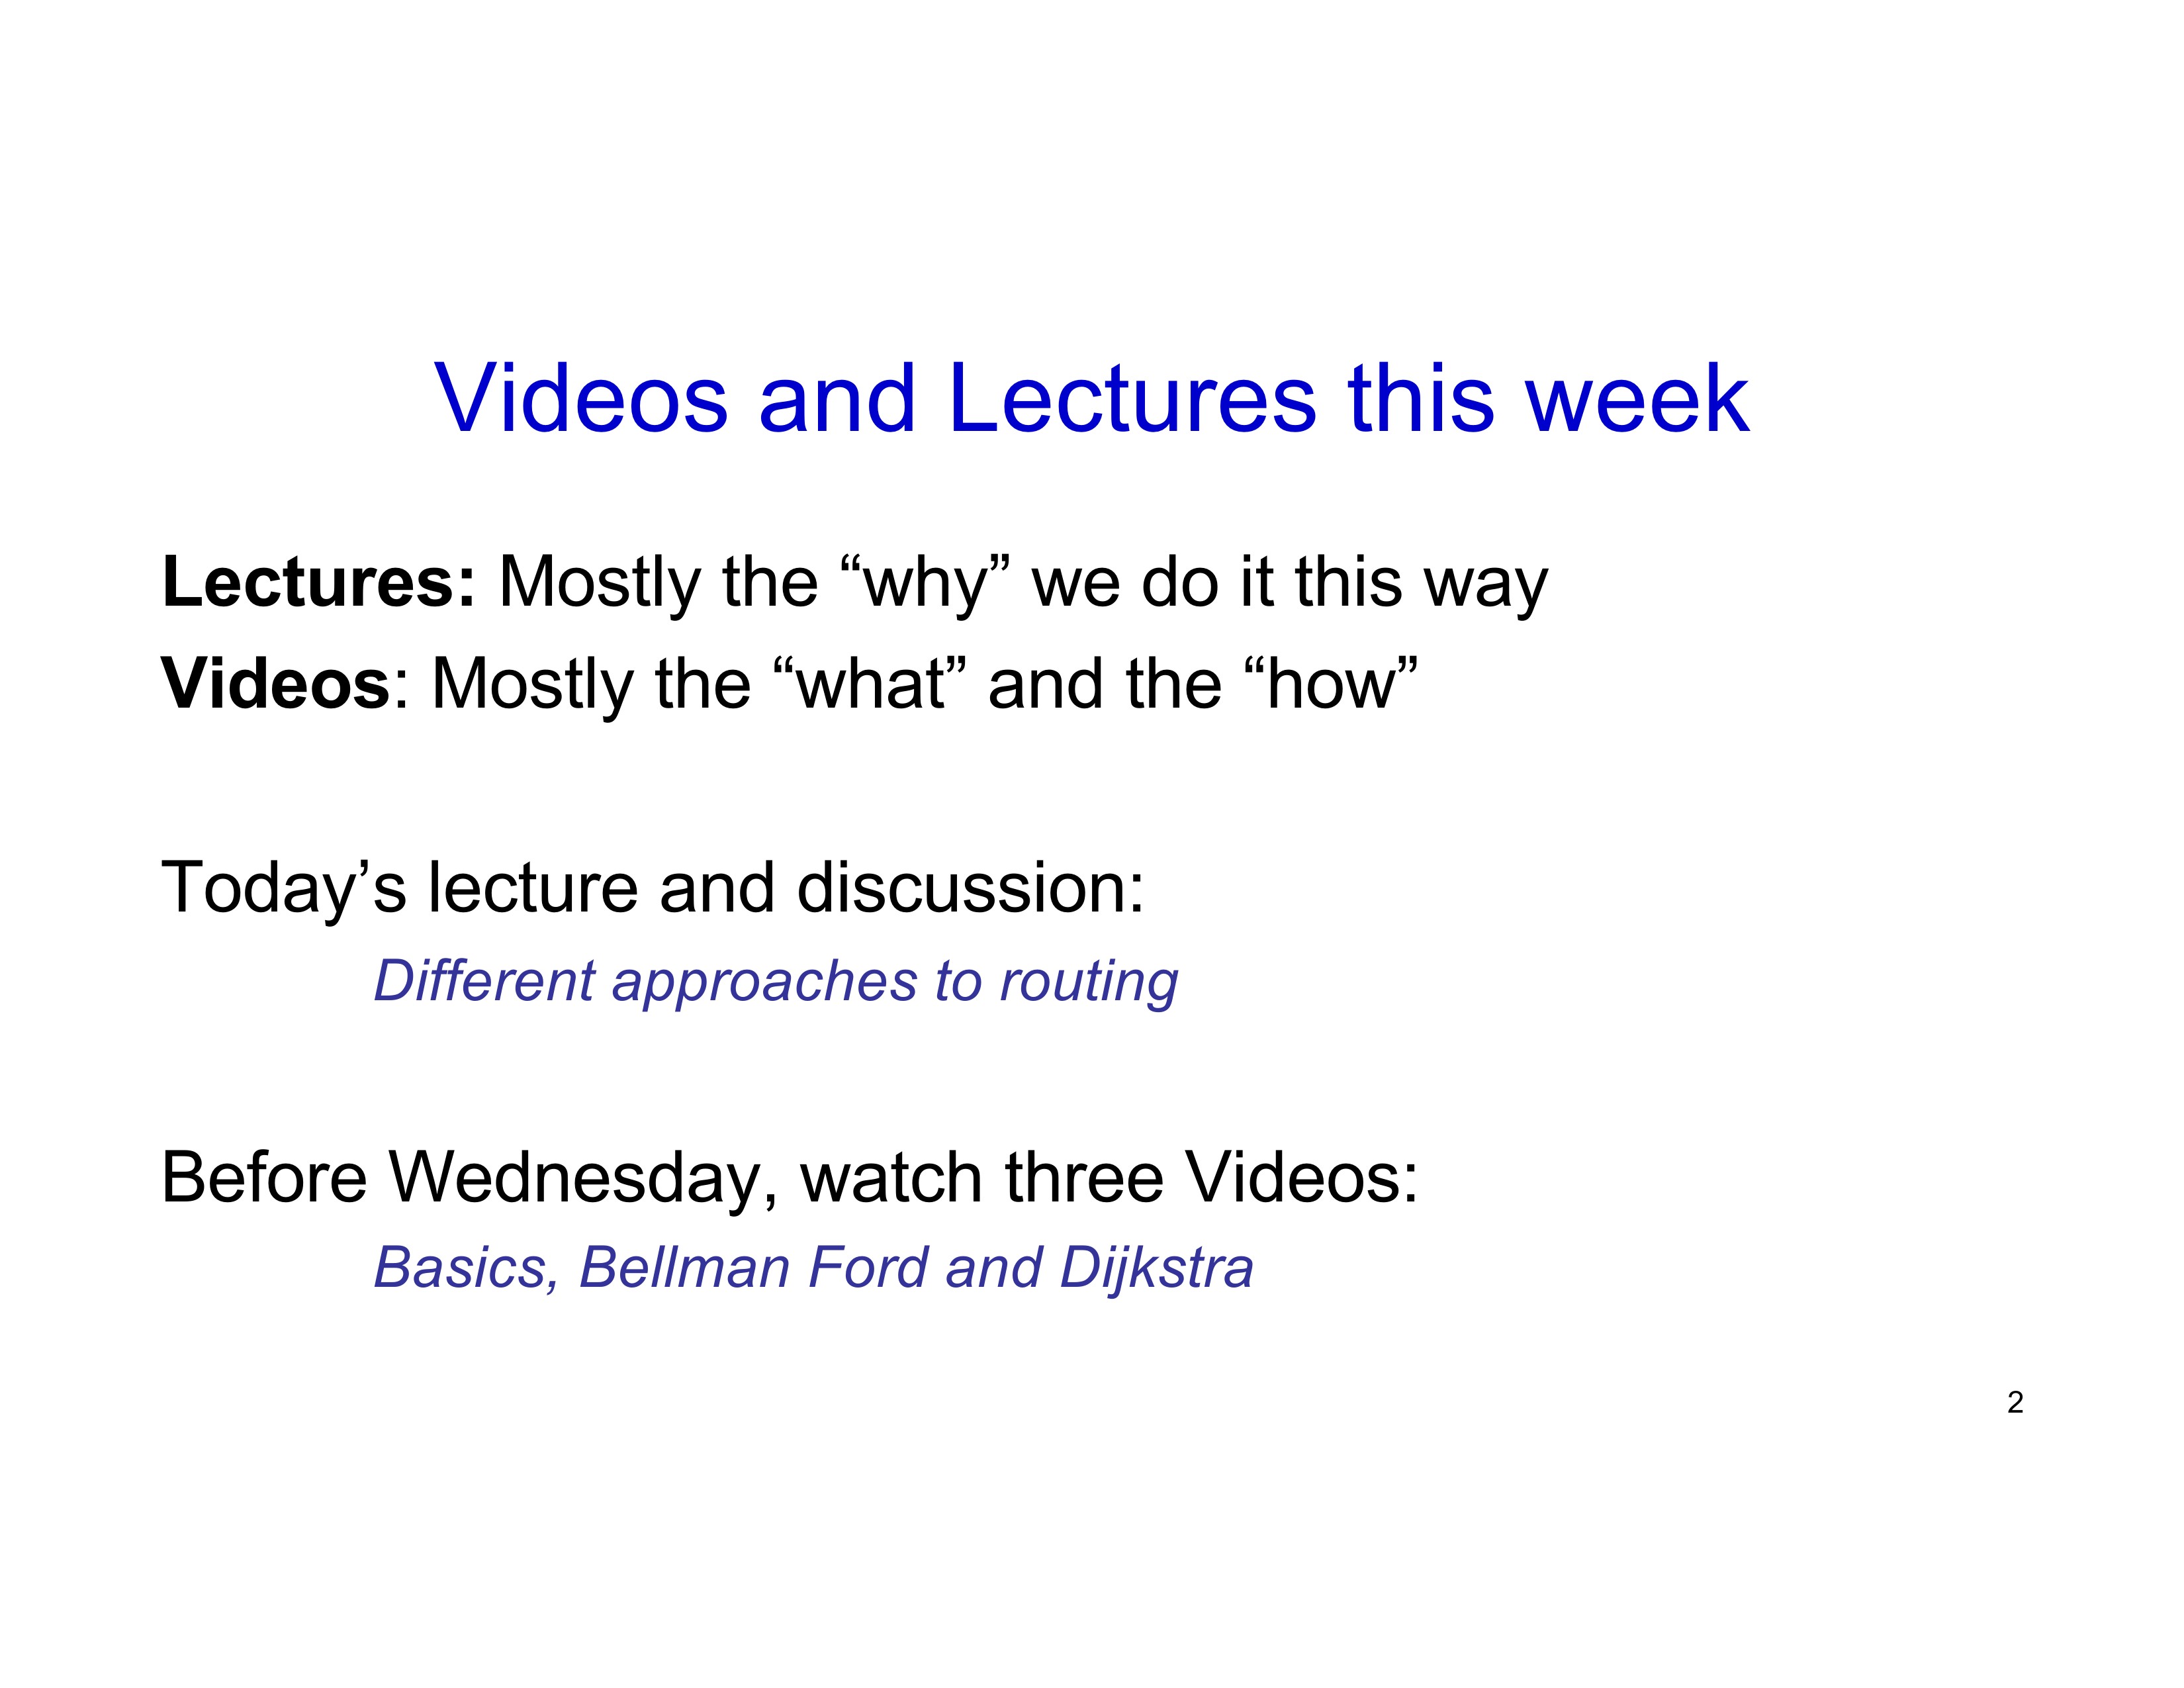 Videos and Lectures this week
Lectures: Mostly the “why” we do it this way
Videos: Mostly the “what” and the “how”
Today’s lecture and discussion:
Different approaches to routing
Before Wednesday, watch three Videos:
Basics, Bellman Ford and Dijkstra
2